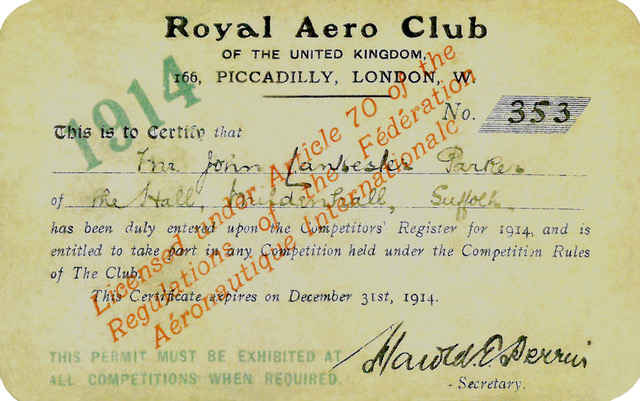 Royal Aero Club
OF THE UNITED KINGDOM,
166, PICCADILLY, LONDON, W.
1914
No. 353
This is to Certify that
Mr John Lankester Parker
of The Hall, Mildenhall, Suffolk
has been duly entered upon the Competitors' Register for 1914, and is
entitled to take part in any Competition held under the Competition Rules
of The Club.
This Certificate expires on December 31st, 1914.
Licensed under Article 70 of the
Regulations of the Fédération
Aéronautique Internationale
THIS PERMIT MUST BE EXHIBITED AT
ALL COMPETITIONS WHEN REQUIRED.
Harold E Perrin
- Secretary.